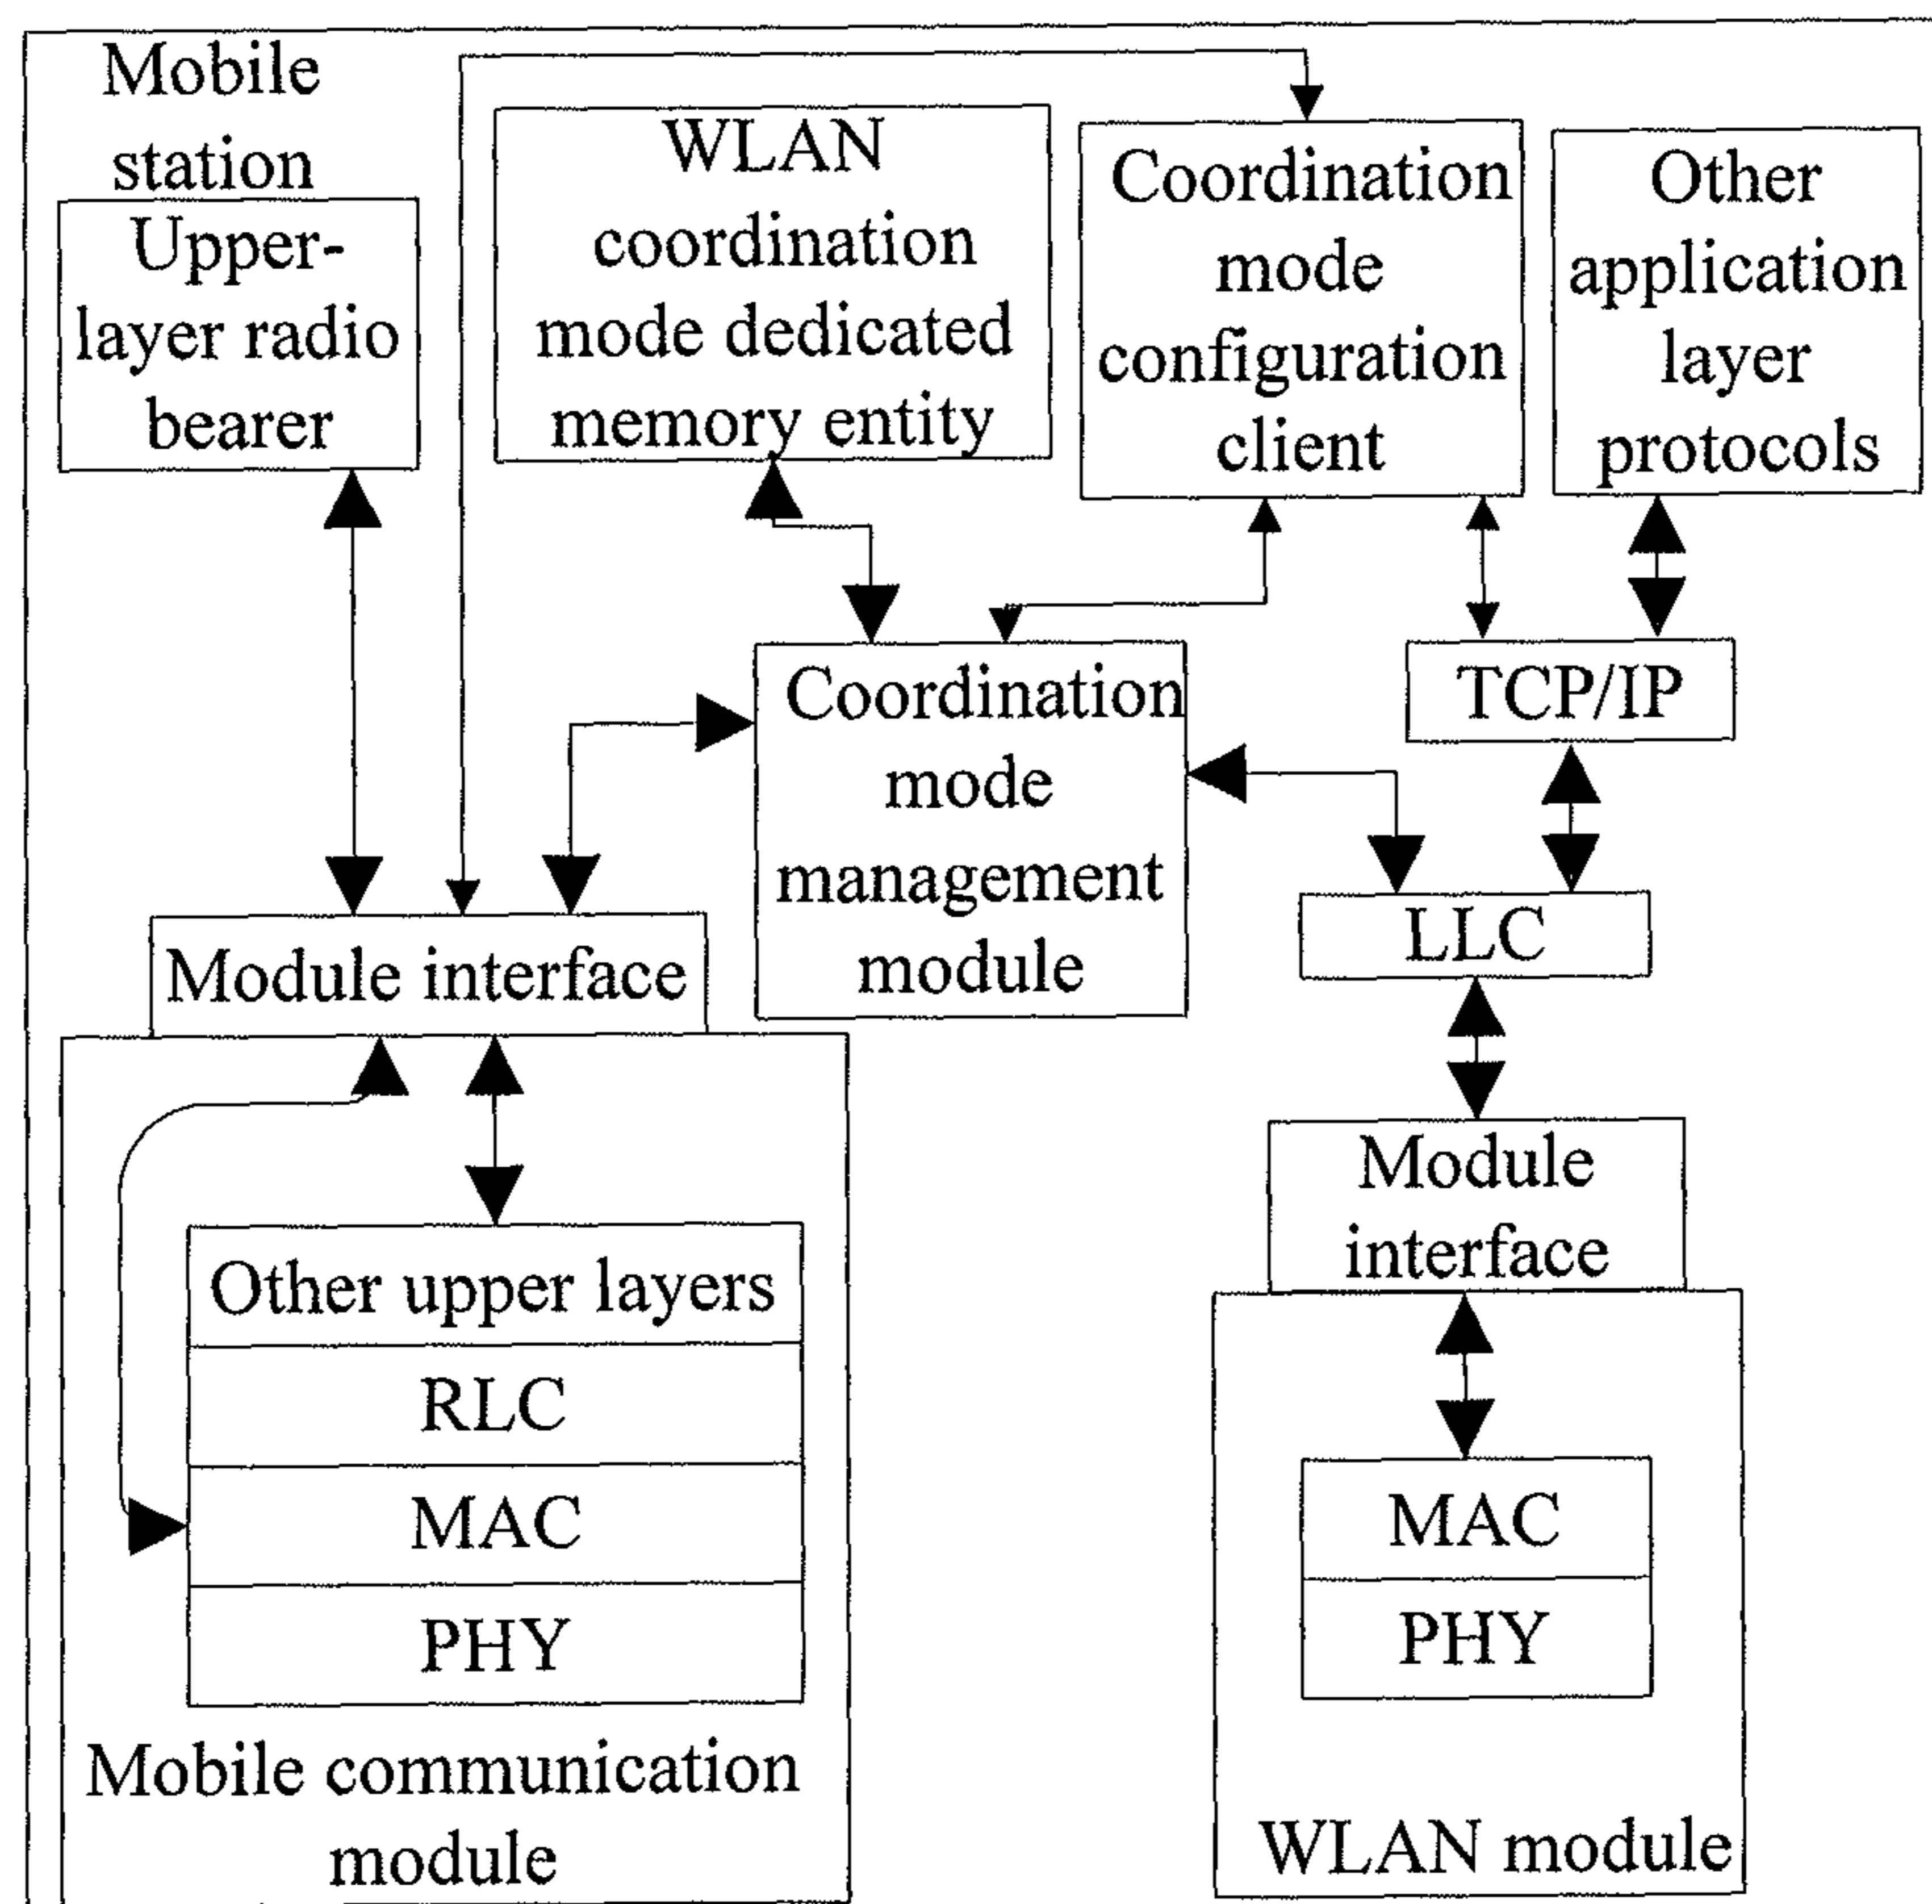 Mobile
station
Upper-
layer radio
bearer
WLAN
coordination
mode dedicated
memory entity
Coordination
mode
configuration
client
Other
application
layer
protocols
Coordination
mode
management
module
TCP/IP
LLC
Module interface
Other upper layers
RLC
MAC
PHY
Mobile communication
module
Module
interface
MAC
PHY
WLAN module